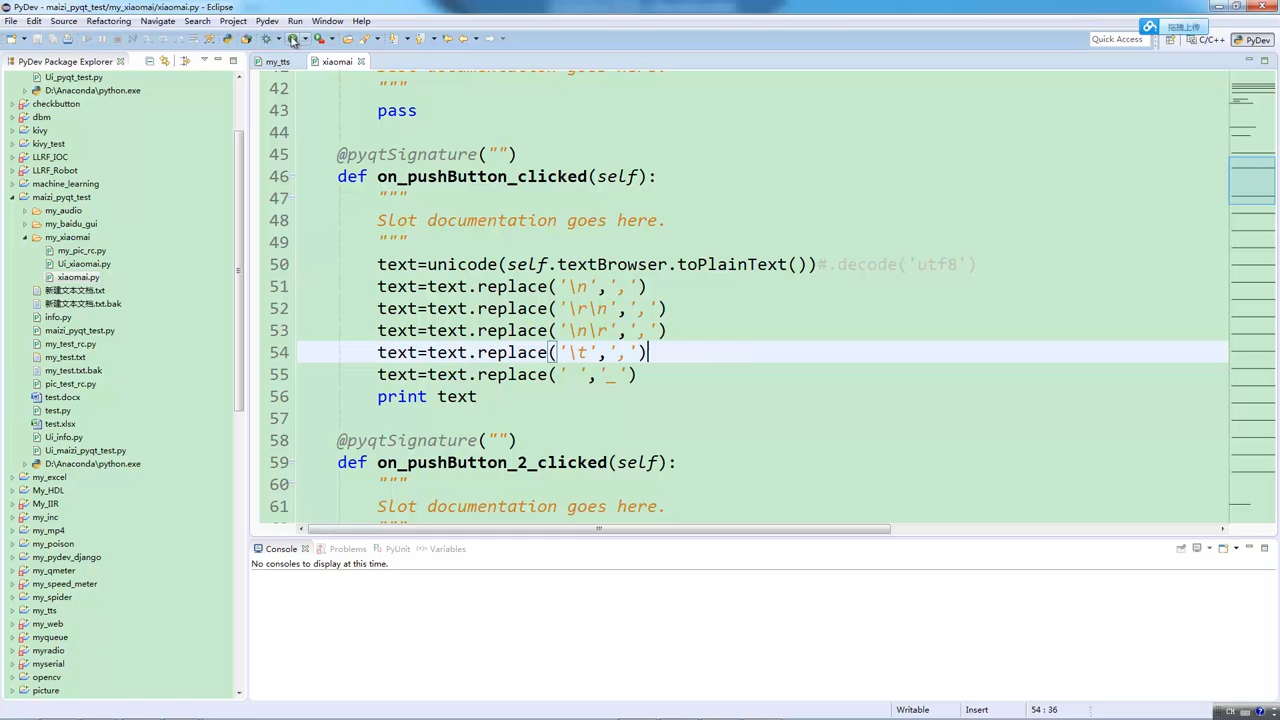 PyDev - maizi_pyqt_test/my_xiaomai/xiaomai.py - Eclipse
File Edit Source Refactoring Navigate Search Project Pydev Run Window Help
拖拽上传
Quick Access
C/C++
PyDev
PyDev Package Explorer
my_tts
xiaomai
Ui_pyqt_test.py
D:\Anaconda\python.exe
checkbutton
dbm
kivy
kivy_test
LLRF_IOC
LLRF_Robot
machine_learning
maizi_pyqt_test
my_audio
my_baidu_gui
my_xiaomai
my_pic_rc.py
Ui_xiaomai.py
xiaomai.py
新建文本文档.txt
新建文本文档.txt.bak
info.py
maizi_pyqt_test.py
my_test_rc.py
my_test.txt
my_test.txt.bak
pic_test_rc.py
test.docx
test.py
test.xlsx
Ui_info.py
Ui_maizi_pyqt_test.py
D:\Anaconda\python.exe
my_excel
My_HDL
My_IIR
my_inc
my_mp4
my_poison
my_pydev_django
my_qmeter
my_speed_meter
my_spider
my_tts
my_web
myqueue
myradio
myserial
opencv
picture
42 """
43 pass
44
45 @pyqtSignature("")
46 def on_pushButton_clicked(self):
47 """
48 Slot documentation goes here.
49 """
50 text=unicode(self.textBrowser.toPlainText())#.decode('utf8')
51 text=text.replace('\n',',')
52 text=text.replace('\r\n',',')
53 text=text.replace('\n\r',',')
54 text=text.replace('\t',',')
55 text=text.replace(' ','_')
56 print text
57
58 @pyqtSignature("")
59 def on_pushButton_2_clicked(self):
60 """
61 Slot documentation goes here.
Console Problems PyUnit Variables
No consoles to display at this time.
Writable Insert 54 : 36
CH